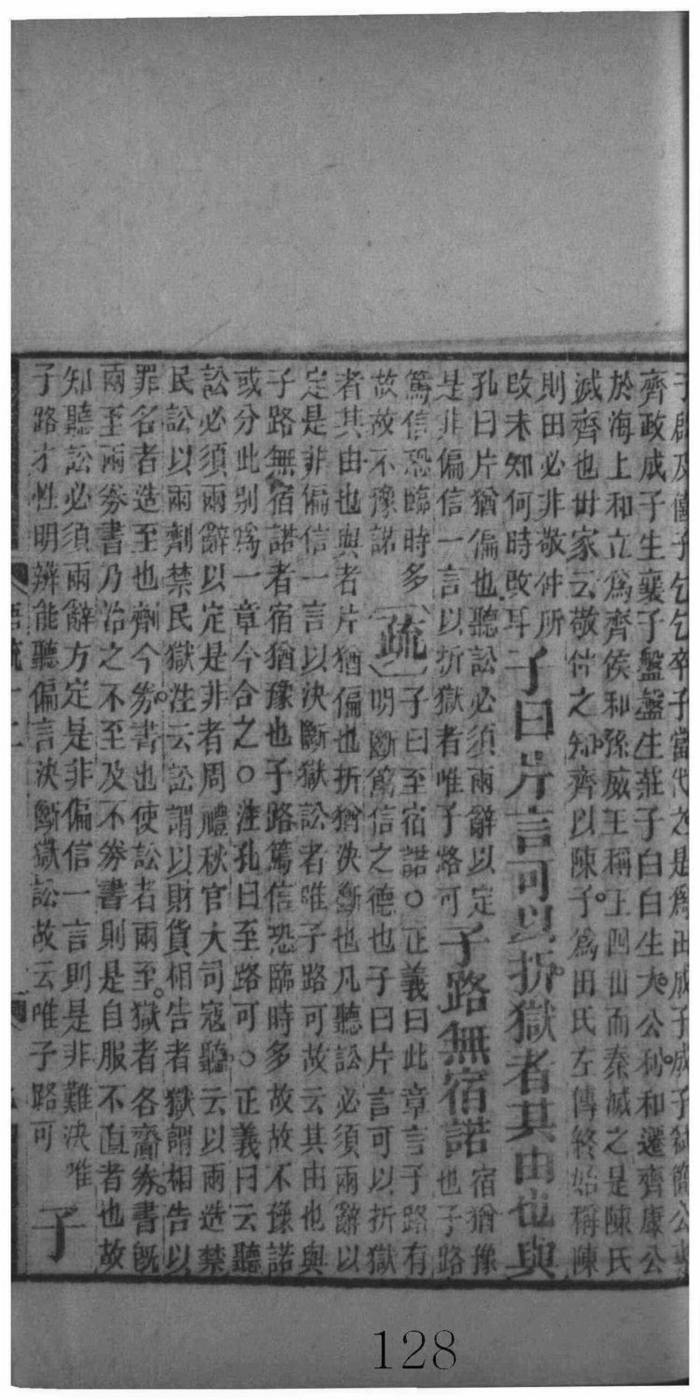 子辟及僖子乞乞卒子當代之是爲田成子成子弑簡公專
齊政成子生襄子盤盤生莊子白白生大公和和遷齊康公
於海上和立爲齊侯和孫威王稱王四世而秦滅之是陳氏
滅齊也世家云敬仲之知齊以陳子爲田氏左傳終始稱陳
則田必非敬仲所
改未知何時改耳
子曰片言可以折獄者其由也與
孔曰片猶偏也聽訟必須兩辭以定
是非偏信一言以折獄者唯子路可
子路無宿諾
宿猶豫
也子路
篤信恐臨時多
故故不豫諾
疏
子曰至宿諾○正義曰此章言子路有
明斷篤信之德也子曰片言可以折獄
者其由也與者片猶偏也折猶決斷也凡聽訟必須兩辭以
定是非偏信一言以決斷獄訟者唯子路可故云其由也與
子路無宿諾者宿猶豫也子路篤信恐臨時多故故不豫諾
或分此别爲一章今合之○注孔曰至路可○正義曰云聽
訟必須兩辭以定是非者周禮秋官大司寇聽云以兩造禁
民訟以兩劑禁民獄注云訟謂以財貨相告者獄謂相告以
罪名者造至也劑今券書也使訟者兩至獄者各齎券書旣
兩至兩券書乃治之不至及不券書則是自服不直者也故
知聽訟必須兩辭方定是非偏信一言則是非難決唯
子路才性明辨能聽偏言決斷獄訟故云唯子路可
子
128